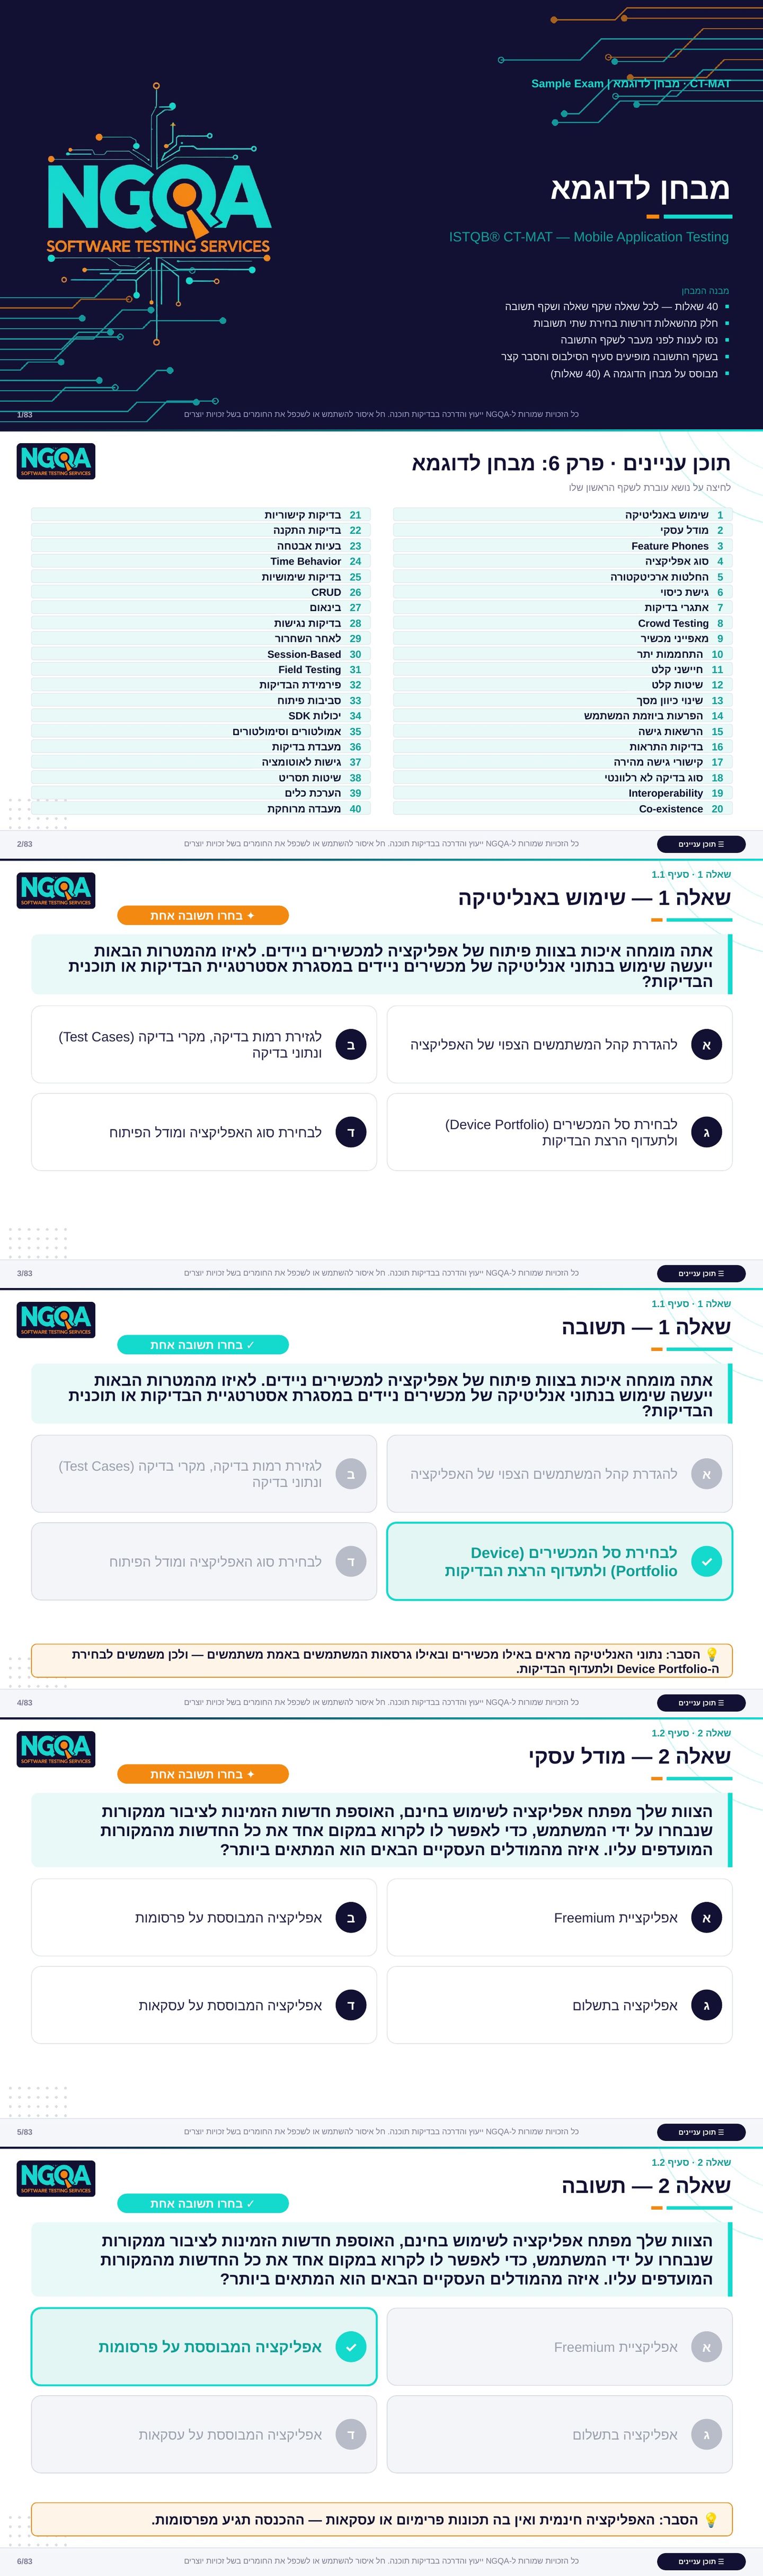 CT-MAT · מבחן לדוגמא | Sample Exam
NGQA
SOFTWARE TESTING SERVICES
מבחן לדוגמא
ISTQB® CT-MAT — Mobile Application Testing
מבנה המבחן
40 שאלות — לכל שאלה שקף שאלה ושקף תשובה
חלק מהשאלות דורשות בחירת שתי תשובות
נסו לענות לפני מעבר לשקף התשובה
בשקף התשובה מופיעים סעיף הסילבוס והסבר קצר
מבוסס על מבחן הדוגמה A (40 שאלות)
כל הזכויות שמורות ל-NGQA ייעוץ והדרכה בבדיקות תוכנה. חל איסור להשתמש או לשכפל את החומרים בשל זכויות יוצרים
1/83
NGQA
SOFTWARE TESTING SERVICES
תוכן עניינים · פרק 6: מבחן לדוגמא
לחיצה על נושא עוברת לשקף הראשון שלו
1 שימוש באנליטיקה
2 מודל עסקי
3 Feature Phones
4 סוג אפליקציה
5 החלטות ארכיטקטורה
6 גישת כיסוי
7 אתגרי בדיקות
8 Crowd Testing
9 מאפייני מכשיר
10 התחממות יתר
11 חיישני קלט
12 שיטות קלט
13 שינוי כיוון מסך
14 הפרעות ביוזמת המשתמש
15 הרשאות גישה
16 בדיקות התראות
17 קישורי גישה מהירה
18 סוג בדיקה לא רלוונטי
19 Interoperability
20 Co-existence
21 בדיקות קישוריות
22 בדיקות התקנה
23 בעיות אבטחה
24 Time Behavior
25 בדיקות שימושיות
26 CRUD
27 בינאום
28 בדיקות נגישות
29 לאחר השחרור
30 Session-Based
31 Field Testing
32 פירמידת הבדיקות
33 סביבות פיתוח
34 יכולות SDK
35 אמולטורים וסימולטורים
36 מעבדת בדיקות
37 גישות לאוטומציה
38 שיטות תסריט
39 הערכת כלים
40 מעבדה מרוחקת
☰ תוכן עניינים
כל הזכויות שמורות ל-NGQA ייעוץ והדרכה בבדיקות תוכנה. חל איסור להשתמש או לשכפל את החומרים בשל זכויות יוצרים
2/83
NGQA
SOFTWARE TESTING SERVICES
שאלה 1 · סעיף 1.1
שאלה 1 — שימוש באנליטיקה
✦ בחרו תשובה אחת
אתה מומחה איכות בצוות פיתוח של אפליקציה למכשירים ניידים. לאיזו מהמטרות הבאות
ייעשה שימוש בנתוני אנליטיקה של מכשירים ניידים במסגרת אסטרטגיית הבדיקות או תוכנית
הבדיקות?
א
להגדרת קהל המשתמשים הצפוי של האפליקציה
ב
לגזירת רמות בדיקה, מקרי בדיקה (Test Cases)
ונתוני בדיקה
ג
לבחירת סל המכשירים (Device Portfolio)
ולתעדוף הרצת הבדיקות
ד
לבחירת סוג האפליקציה ומודל הפיתוח
☰ תוכן עניינים
כל הזכויות שמורות ל-NGQA ייעוץ והדרכה בבדיקות תוכנה. חל איסור להשתמש או לשכפל את החומרים בשל זכויות יוצרים
3/83
NGQA
SOFTWARE TESTING SERVICES
שאלה 1 · סעיף 1.1
שאלה 1 — תשובה
✓ בחרו תשובה אחת
אתה מומחה איכות בצוות פיתוח של אפליקציה למכשירים ניידים. לאיזו מהמטרות הבאות
ייעשה שימוש בנתוני אנליטיקה של מכשירים ניידים במסגרת אסטרטגיית הבדיקות או תוכנית
הבדיקות?
א
להגדרת קהל המשתמשים הצפוי של האפליקציה
ב
לגזירת רמות בדיקה, מקרי בדיקה (Test Cases)
ונתוני בדיקה
✓
לבחירת סל המכשירים (Device
Portfolio) ולתעדוף הרצת הבדיקות
ד
לבחירת סוג האפליקציה ומודל הפיתוח
💡 הסבר: נתוני האנליטיקה מראים באילו מכשירים ובאילו גרסאות המשתמשים באמת משתמשים — ולכן משמשים לבחירת
ה-Device Portfolio ולתעדוף הבדיקות.
☰ תוכן עניינים
כל הזכויות שמורות ל-NGQA ייעוץ והדרכה בבדיקות תוכנה. חל איסור להשתמש או לשכפל את החומרים בשל זכויות יוצרים
4/83
NGQA
SOFTWARE TESTING SERVICES
שאלה 2 · סעיף 1.2
שאלה 2 — מודל עסקי
✦ בחרו תשובה אחת
הצוות שלך מפתח אפליקציה לשימוש בחינם, האוספת חדשות הזמינות לציבור ממקורות
שנבחרו על ידי המשתמש, כדי לאפשר לו לקרוא במקום אחד את כל החדשות מהמקורות
המועדפים עליו. איזה מהמודלים העסקיים הבאים הוא המתאים ביותר?
א
אפליקציית Freemium
ב
אפליקציה המבוססת על פרסומות
ג
אפליקציה בתשלום
ד
אפליקציה המבוססת על עסקאות
☰ תוכן עניינים
כל הזכויות שמורות ל-NGQA ייעוץ והדרכה בבדיקות תוכנה. חל איסור להשתמש או לשכפל את החומרים בשל זכויות יוצרים
5/83
NGQA
SOFTWARE TESTING SERVICES
שאלה 2 · סעיף 1.2
שאלה 2 — תשובה
✓ בחרו תשובה אחת
הצוות שלך מפתח אפליקציה לשימוש בחינם, האוספת חדשות הזמינות לציבור ממקורות
שנבחרו על ידי המשתמש, כדי לאפשר לו לקרוא במקום אחד את כל החדשות מהמקורות
המועדפים עליו. איזה מהמודלים העסקיים הבאים הוא המתאים ביותר?
א
אפליקציית Freemium
✓
אפליקציה המבוססת על פרסומות
ג
אפליקציה בתשלום
ד
אפליקציה המבוססת על עסקאות
💡 הסבר: האפליקציה חינמית ואין בה תכונות פרימיום או עסקאות — ההכנסה תגיע מפרסומות.
☰ תוכן עניינים
כל הזכויות שמורות ל-NGQA ייעוץ והדרכה בבדיקות תוכנה. חל איסור להשתמש או לשכפל את החומרים בשל זכויות יוצרים
6/83